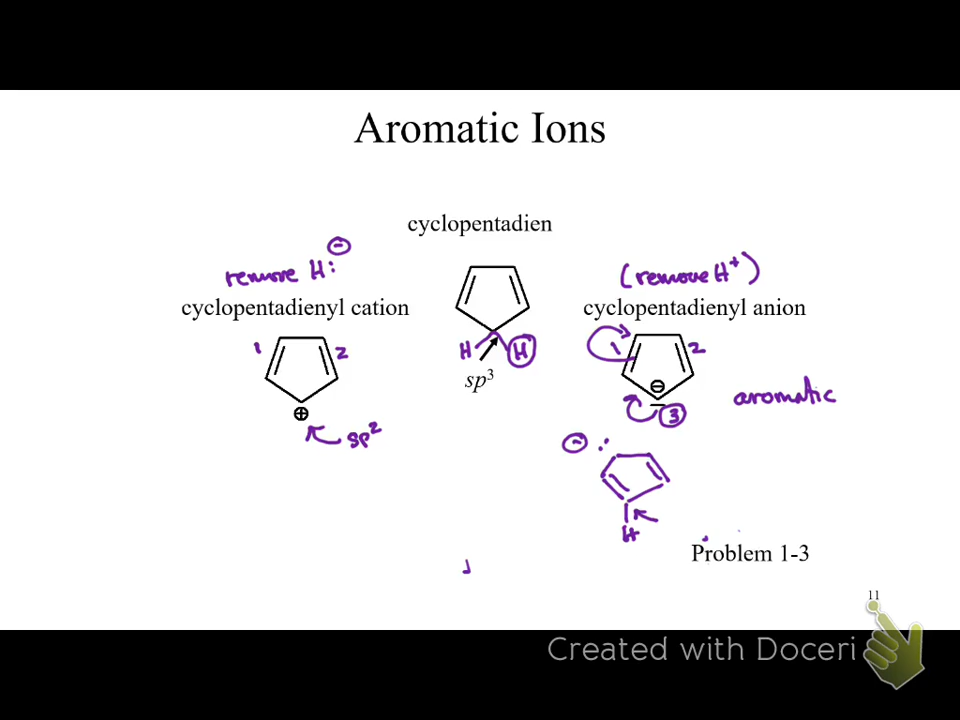 Aromatic Ions
cyclopentadien
remove H:⊖
(remove H⁺)
cyclopentadienyl cation
cyclopentadienyl anion
1
2
⊕
sp²
H
H
sp³
1
2
⊖
3
aromatic
⊖ :
H
Problem 1-3
11
Created with Doceri